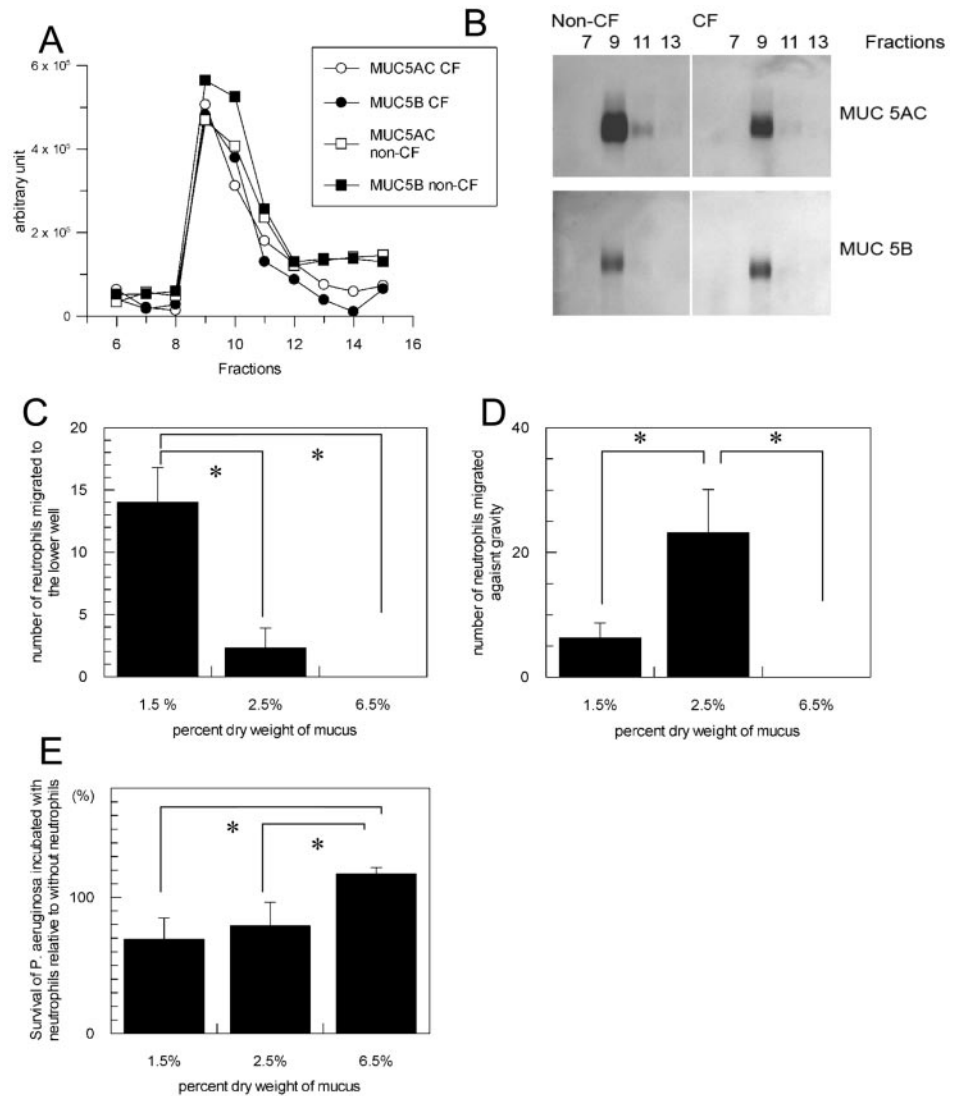 A
6 x 10⁵
4 x 10⁵
2 x 10⁵
0
arbitrary unit
6 8 10 12 14 16
Fractions
MUC5AC CF
MUC5B CF
MUC5AC
non-CF
MUC5B non-CF
B
Non-CF CF
7 9 11 13 7 9 11 13 Fractions
MUC 5AC
MUC 5B
C
20
15
10
5
0
number of neutrophils migrated to
the lower well
* *
1.5 % 2.5% 6.5%
percent dry weight of mucus
D
40
20
0
number of neutrophils migrated
agaisnt gravity
* *
1.5% 2.5% 6.5%
percent dry weight of mucus
E
(%)
100
0
Survival of P. aeruginosa incubated with
neutrophils relative to without neutrophils
*
*
1.5% 2.5% 6.5%
percent dry weight of mucus